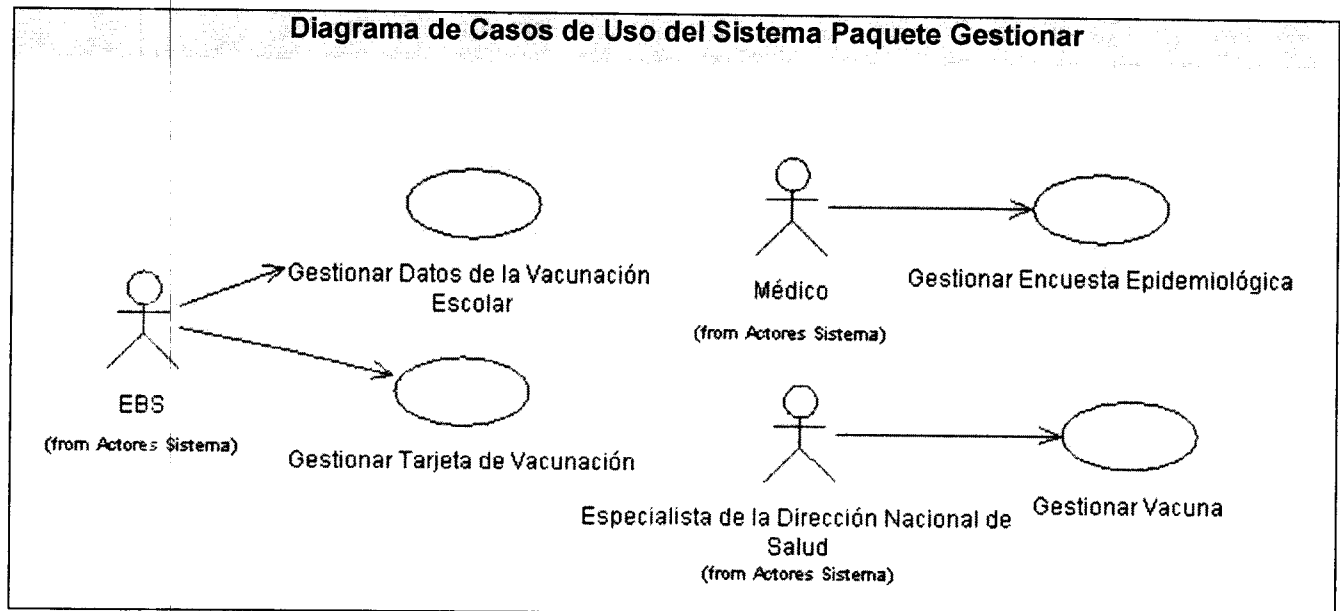 Diagrama de Casos de Uso del Sistema Paquete Gestionar
Gestionar Datos de la Vacunación
Escolar
EBS
(from Actores Sistema)
Gestionar Tarjeta de Vacunación
Médico
(from Actores Sistema)
Gestionar Encuesta Epidemiológica
Especialista de la Dirección Nacional de
Salud
(from Actores Sistema)
Gestionar Vacuna